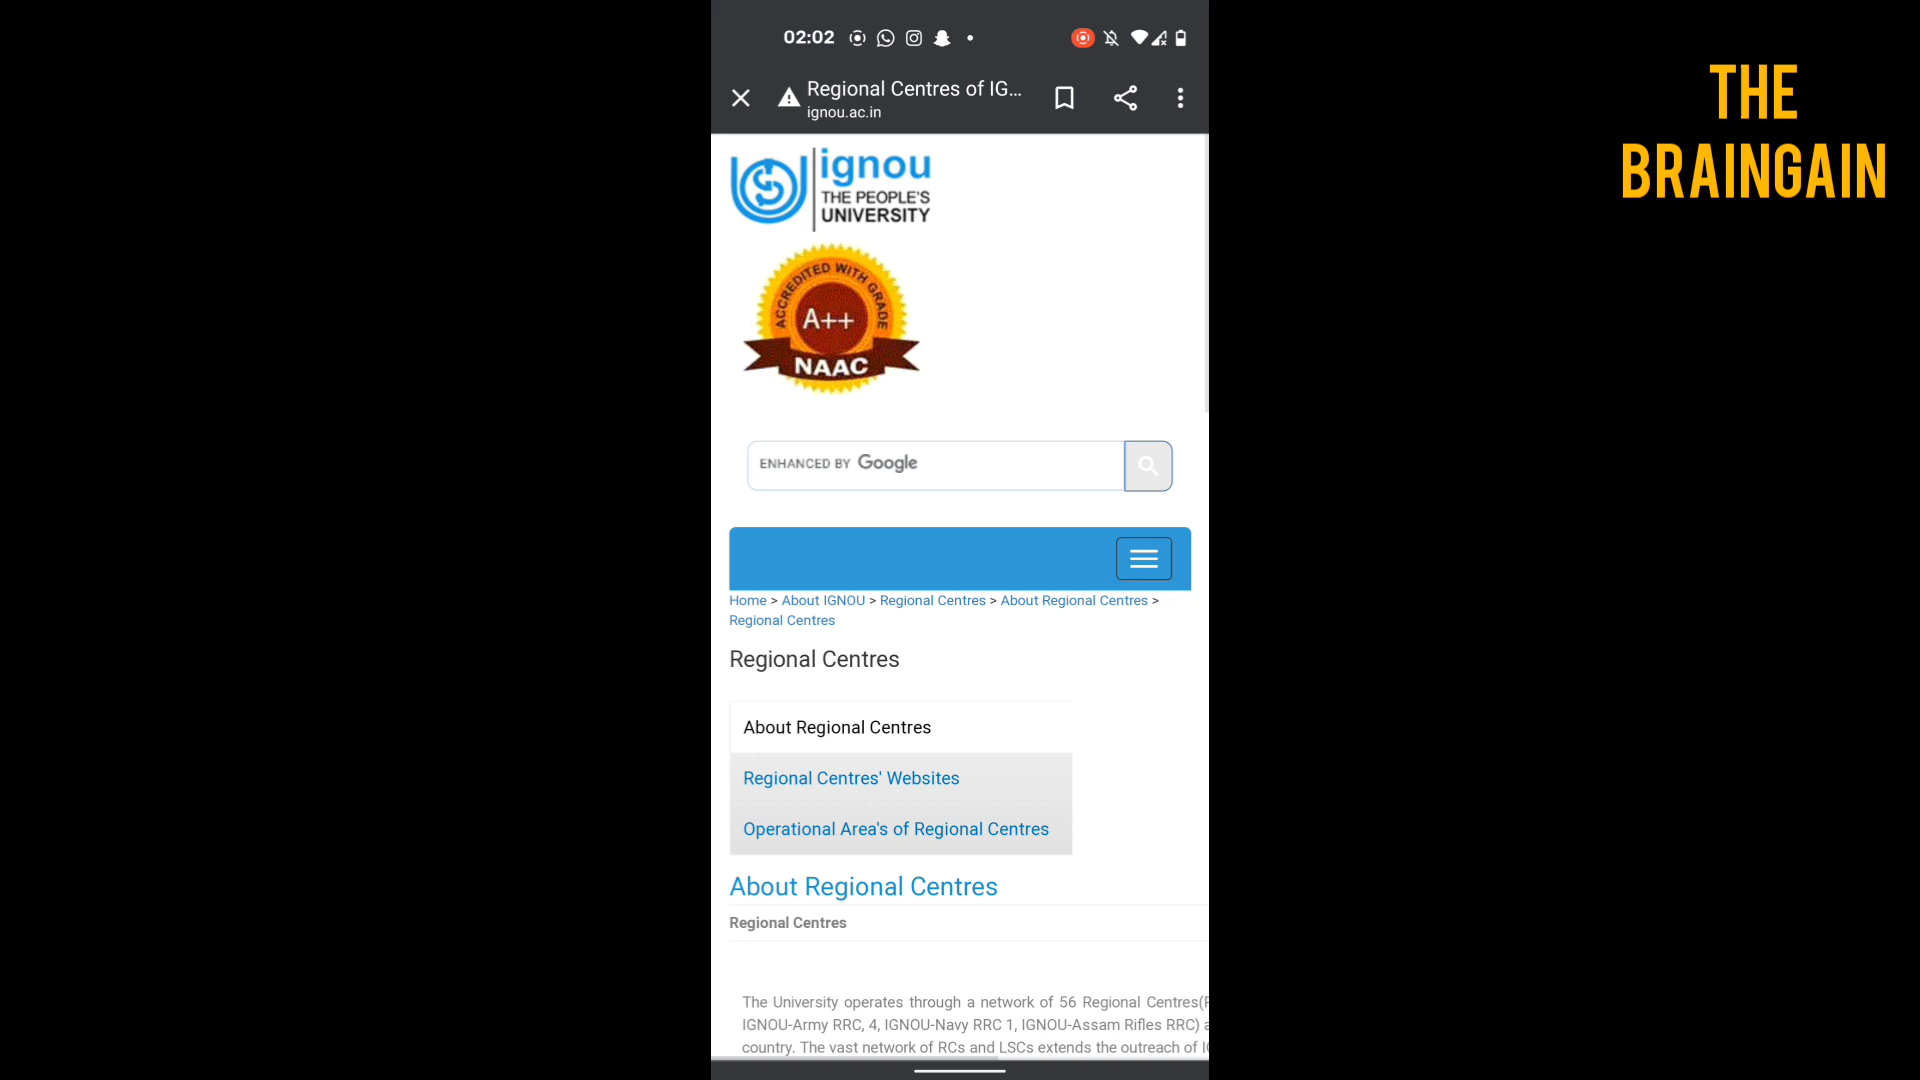 02:02
Regional Centres of IG...
ignou.ac.in
THE
BRAINGAIN
ignou
THE PEOPLE'S
UNIVERSITY
ACCREDITED WITH GRADE
A++
NAAC
ENHANCED BY Google
Home > About IGNOU > Regional Centres > About Regional Centres >
Regional Centres
Regional Centres
About Regional Centres
Regional Centres' Websites
Operational Area's of Regional Centres
About Regional Centres
Regional Centres
The University operates through a network of 56 Regional Centres(
IGNOU-Army RRC, 4, IGNOU-Navy RRC 1, IGNOU-Assam Rifles RRC)
country. The vast network of RCs and LSCs extends the outreach of